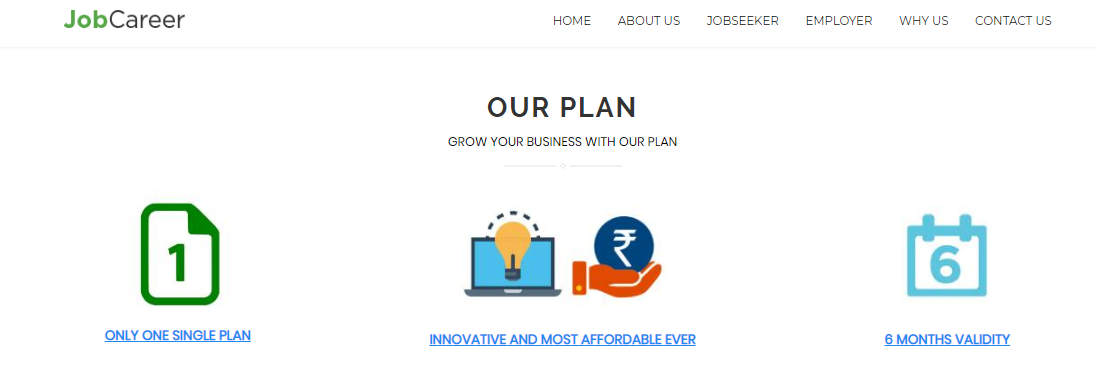 JobCareer
HOME ABOUT US JOBSEEKER EMPLOYER WHY US CONTACT US
OUR PLAN
GROW YOUR BUSINESS WITH OUR PLAN
1
₹
6
ONLY ONE SINGLE PLAN
INNOVATIVE AND MOST AFFORDABLE EVER
6 MONTHS VALIDITY